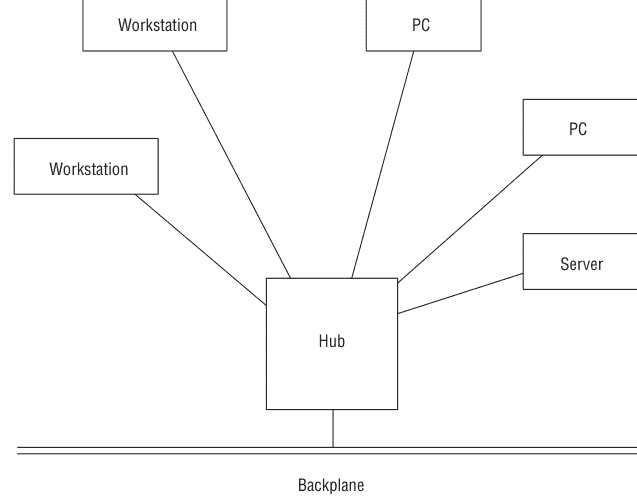 Workstation
PC
PC
Workstation
Server
Hub
Backplane